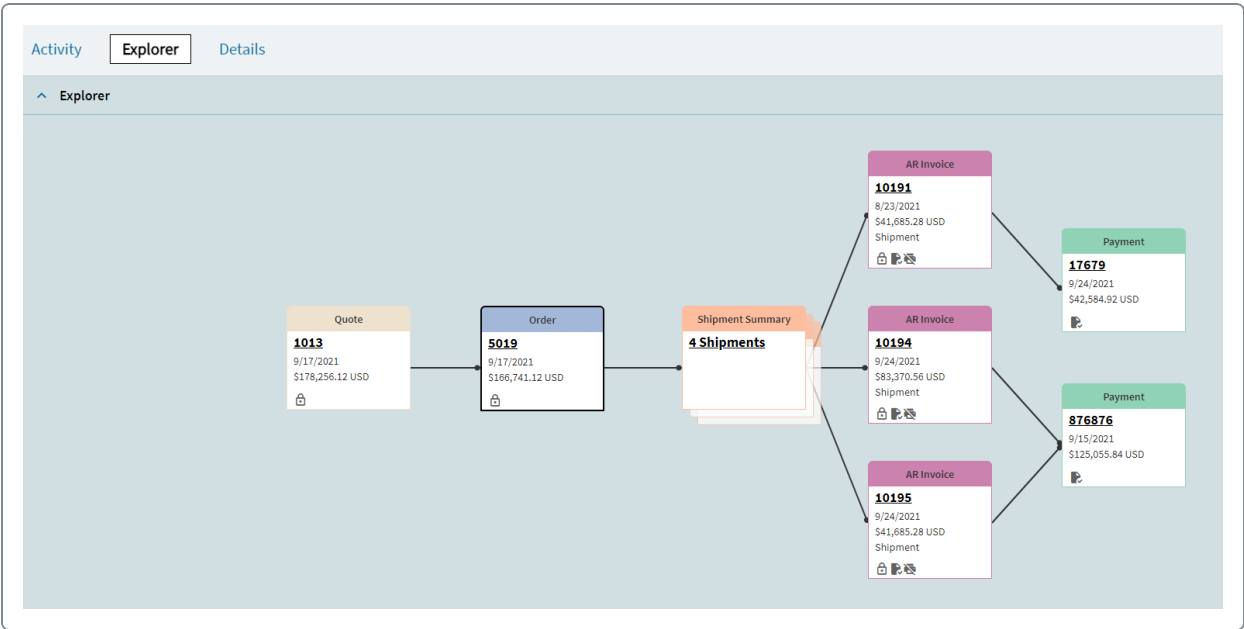 Activity
Explorer
Details
Explorer
Quote
1013
9/17/2021
$178,256.12 USD
Order
5019
9/17/2021
$166,741.12 USD
Shipment Summary
4 Shipments
AR Invoice
10191
8/23/2021
$41,685.28 USD
Shipment
AR Invoice
10194
9/24/2021
$83,370.56 USD
Shipment
AR Invoice
10195
9/24/2021
$41,685.28 USD
Shipment
Payment
17679
9/24/2021
$42,584.92 USD
Payment
876876
9/15/2021
$125,055.84 USD